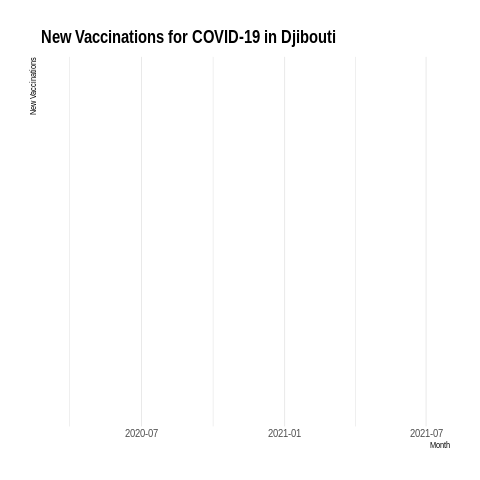 New Vaccinations for COVID-19 in Djibouti
New Vaccinations
2020-07
2021-01
2021-07
Month